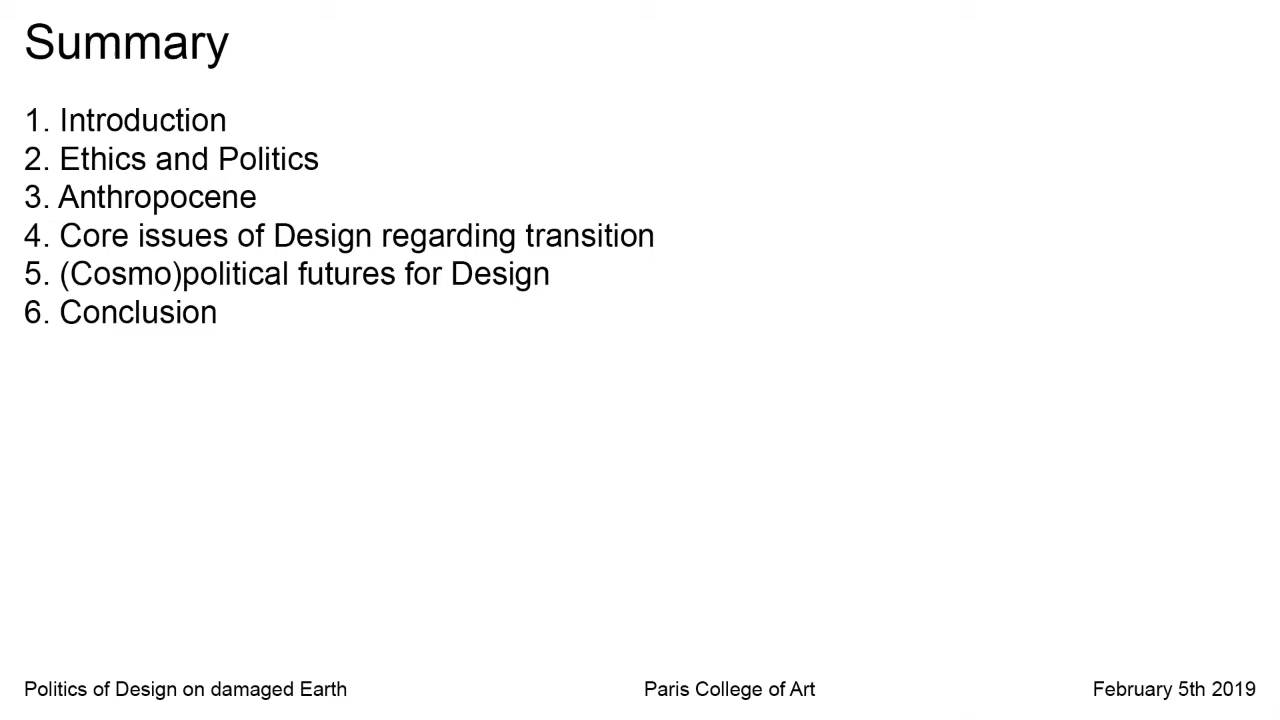 Summary
1. Introduction
2. Ethics and Politics
3. Anthropocene
4. Core issues of Design regarding transition
5. (Cosmo)political futures for Design
6. Conclusion
Politics of Design on damaged Earth
Paris College of Art
February 5th 2019